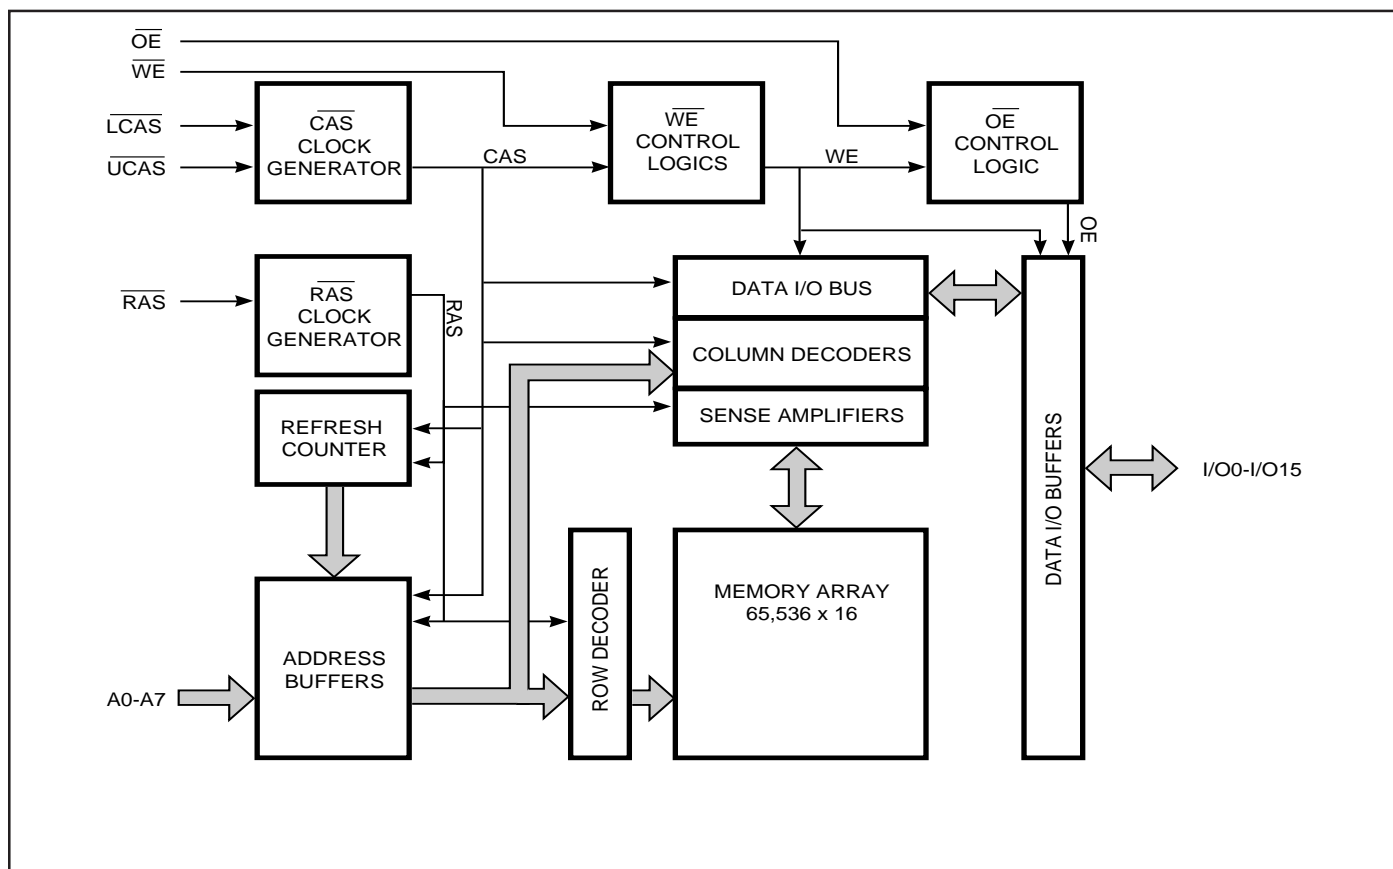 OE
WE
LCAS
UCAS
CAS
CLOCK
GENERATOR
CAS
WE
CONTROL
LOGICS
WE
OE
CONTROL
LOGIC
OE
RAS
RAS
CLOCK
GENERATOR
RAS
DATA I/O BUS
COLUMN DECODERS
SENSE AMPLIFIERS
REFRESH
COUNTER
DATA I/O BUFFERS
I/O0-I/O15
ADDRESS
BUFFERS
A0-A7
ROW DECODER
MEMORY ARRAY
65,536 x 16